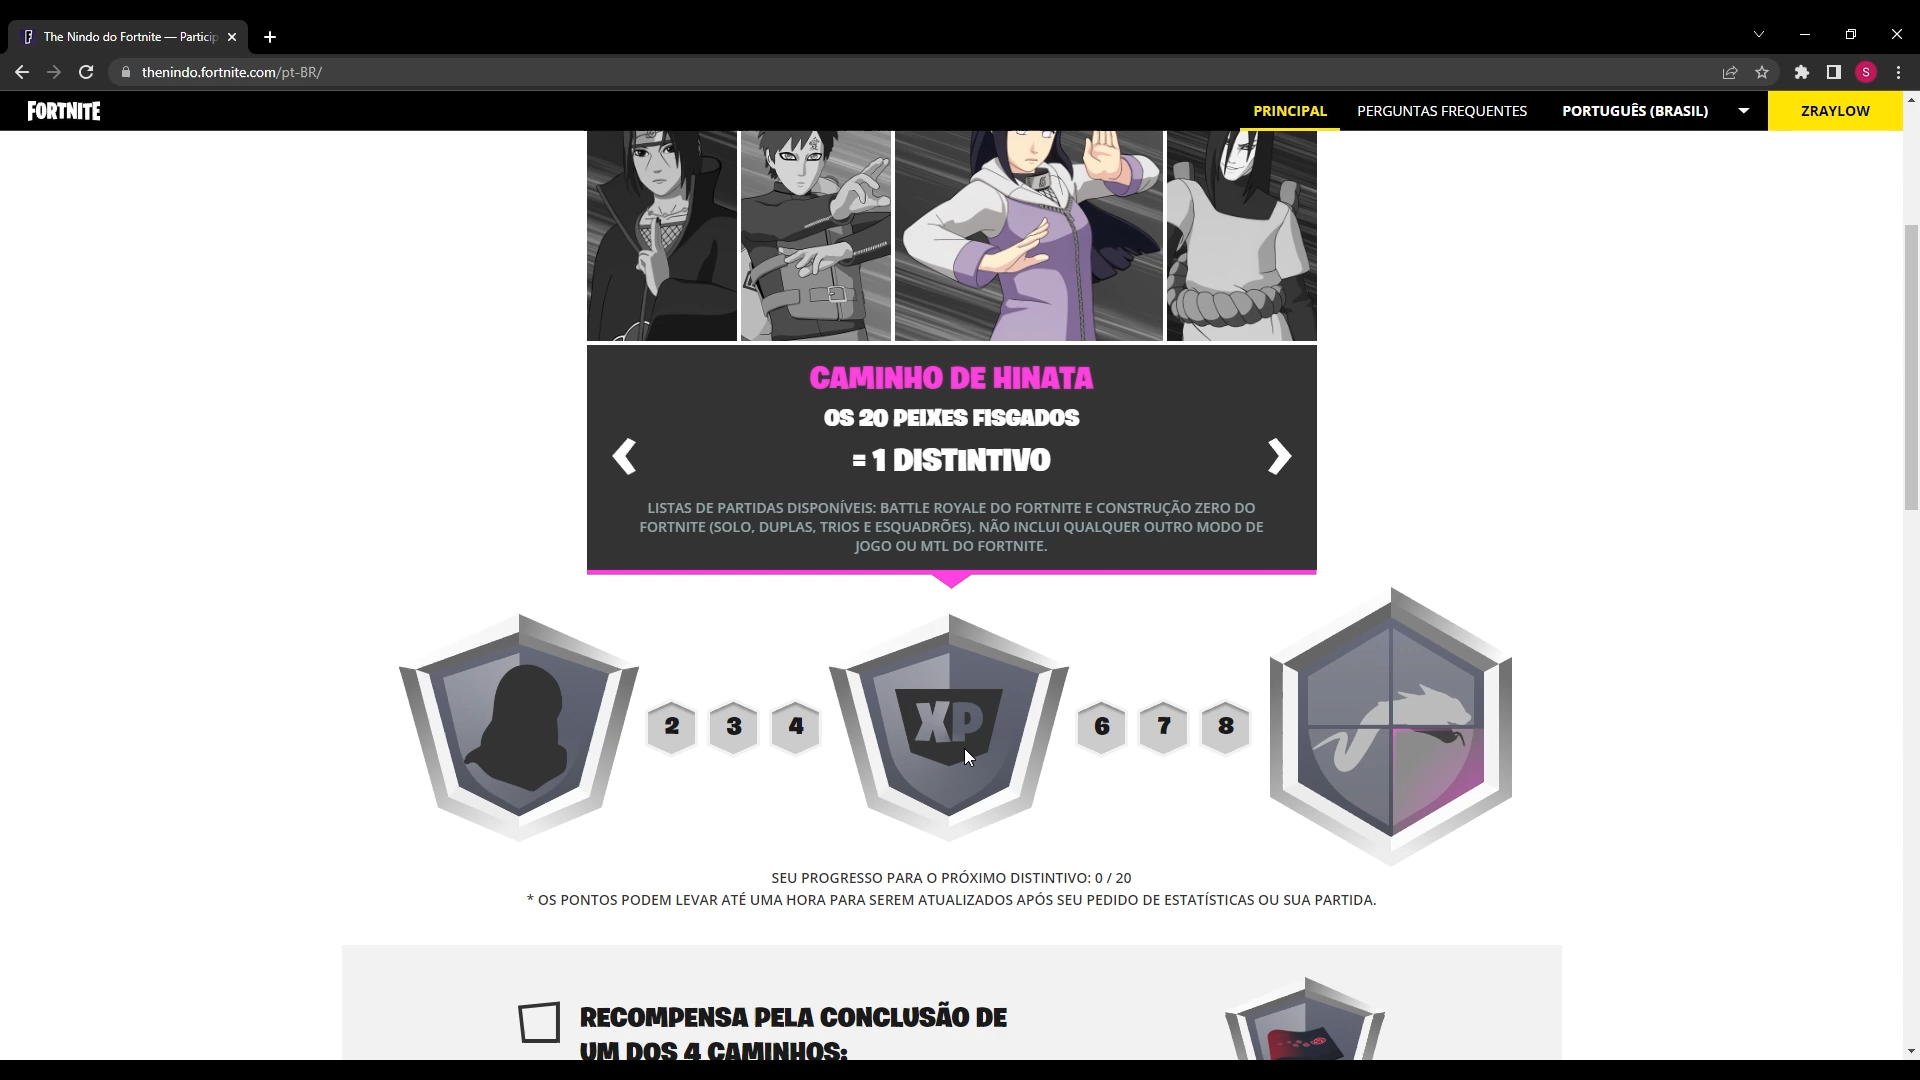 The Nindo do Fortnite — Particip
thenindo.fortnite.com/pt-BR/
S
FORTNITE
PRINCIPAL
PERGUNTAS FREQUENTES
PORTUGUÊS (BRASIL)
ZRAYLOW
CAMINHO DE HINATA
OS 20 PEIXES FISGADOS
= 1 DISTINTIVO
LISTAS DE PARTIDAS DISPONÍVEIS: BATTLE ROYALE DO FORTNITE E CONSTRUÇÃO ZERO DO
FORTNITE (SOLO, DUPLAS, TRIOS E ESQUADRÕES). NÃO INCLUI QUALQUER OUTRO MODO DE
JOGO OU MTL DO FORTNITE.
2
3
4
XP
6
7
8
SEU PROGRESSO PARA O PRÓXIMO DISTINTIVO: 0 / 20
* OS PONTOS PODEM LEVAR ATÉ UMA HORA PARA SEREM ATUALIZADOS APÓS SEU PEDIDO DE ESTATÍSTICAS OU SUA PARTIDA.
RECOMPENSA PELA CONCLUSÃO DE
UM DOS 4 CAMINHOS: